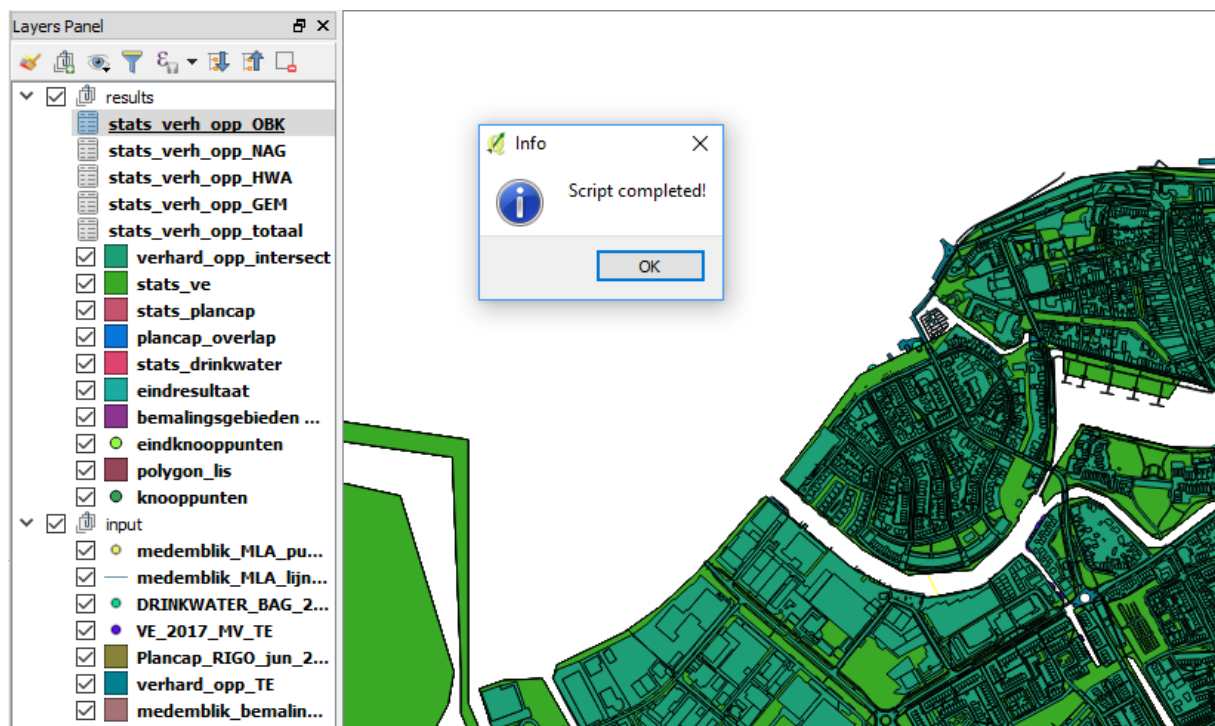 Layers Panel
results
stats_verh_opp_OBK
stats_verh_opp_NAG
stats_verh_opp_HWA
stats_verh_opp_GEM
stats_verh_opp_totaal
verhard_opp_intersect
stats_ve
stats_plancap
plancap_overlap
stats_drinkwater
eindresultaat
bemalingsgebieden ...
eindknooppunten
polygon_lis
knooppunten
input
medemblik_MLA_pu...
medemblik_MLA_lijn...
DRINKWATER_BAG_2...
VE_2017_MV_TE
Plancap_RIGO_jun_2...
verhard_opp_TE
medemblik_bemalin...
Info
Script completed!
OK